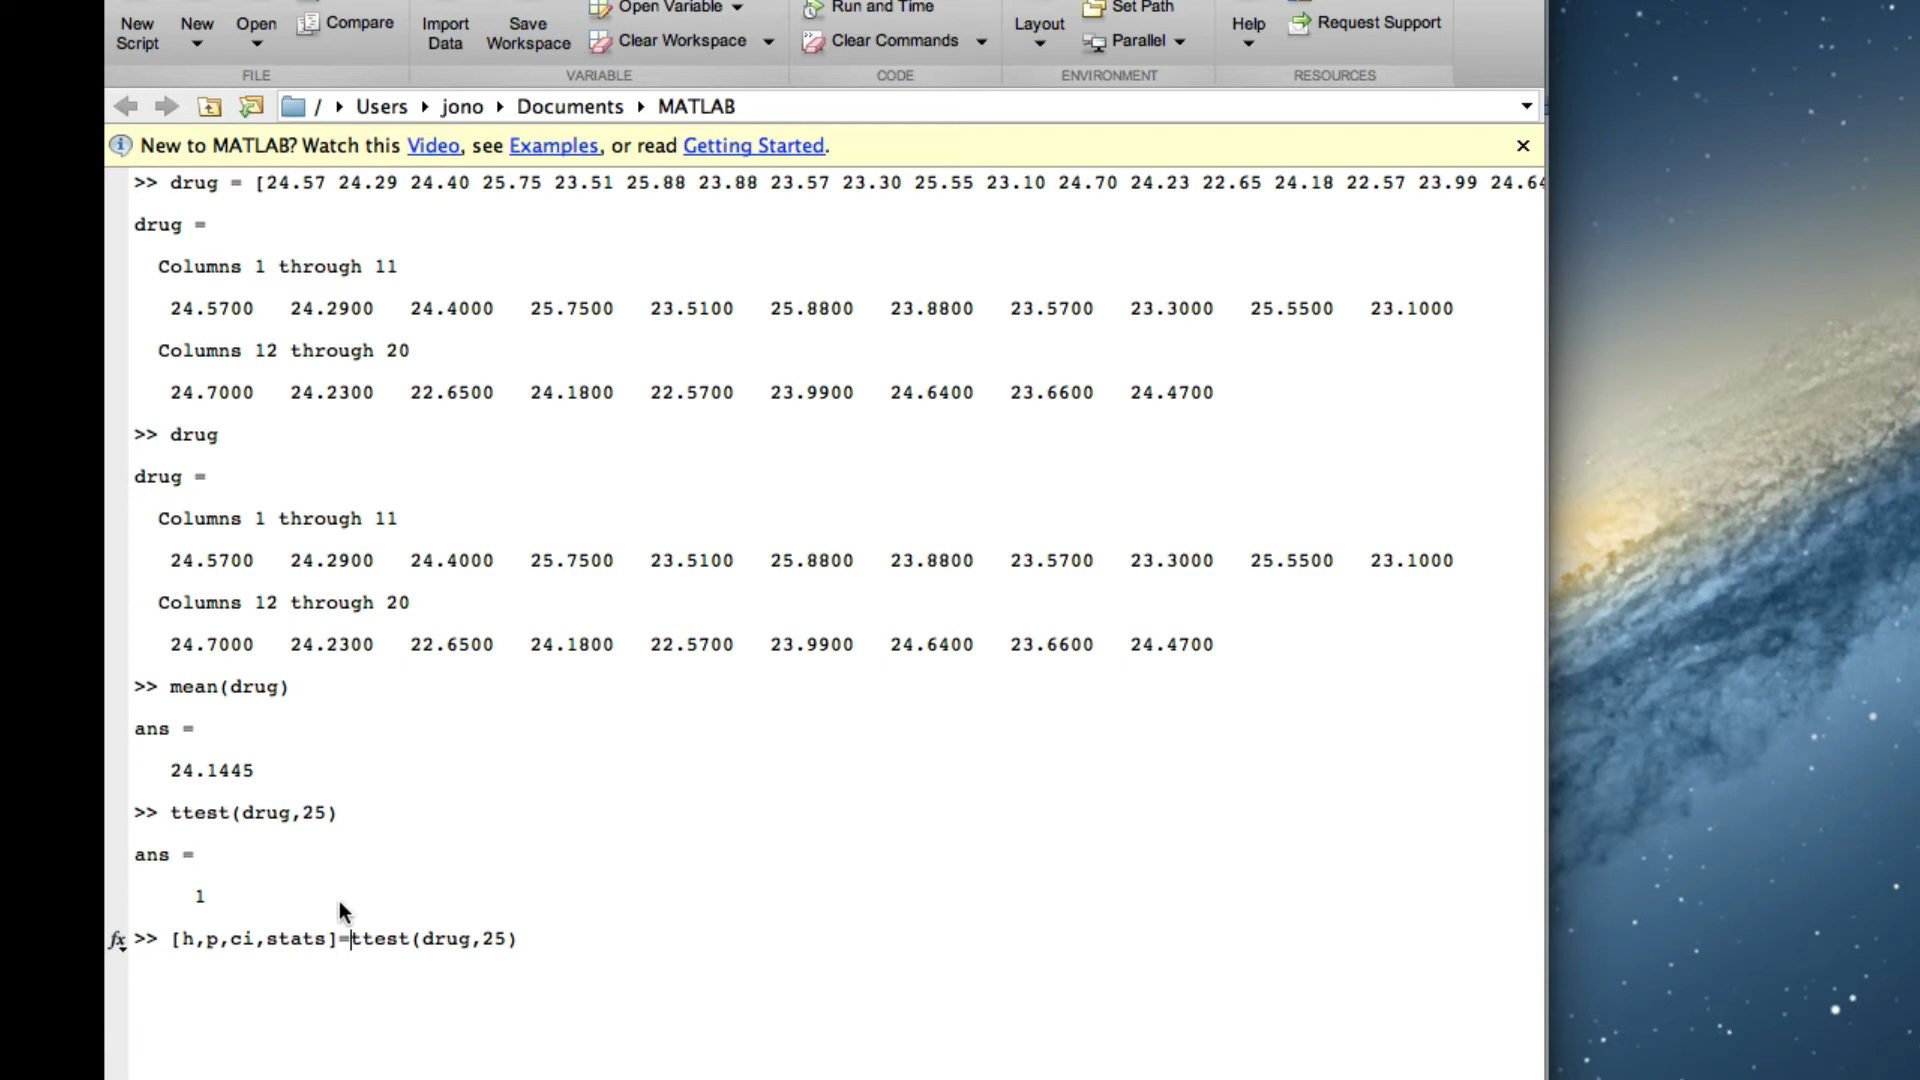 New Script
New
Open
Compare
Import Data
Save Workspace
Open Variable
Clear Workspace
Run and Time
Clear Commands
Layout
Set Path
Parallel
Help
Request Support
FILE VARIABLE CODE ENVIRONMENT RESOURCES
/ Users jono Documents MATLAB
New to MATLAB? Watch this Video, see Examples, or read Getting Started.
>> drug = [24.57 24.29 24.40 25.75 23.51 25.88 23.88 23.57 23.30 25.55 23.10 24.70 24.23 22.65 24.18 22.57 23.99 24.64
drug =
Columns 1 through 11
24.5700 24.2900 24.4000 25.7500 23.5100 25.8800 23.8800 23.5700 23.3000 25.5500 23.1000
Columns 12 through 20
24.7000 24.2300 22.6500 24.1800 22.5700 23.9900 24.6400 23.6600 24.4700
>> drug
drug =
Columns 1 through 11
24.5700 24.2900 24.4000 25.7500 23.5100 25.8800 23.8800 23.5700 23.3000 25.5500 23.1000
Columns 12 through 20
24.7000 24.2300 22.6500 24.1800 22.5700 23.9900 24.6400 23.6600 24.4700
>> mean(drug)
ans =
24.1445
>> ttest(drug,25)
ans =
1
fx >> [h,p,ci,stats]=ttest(drug,25)